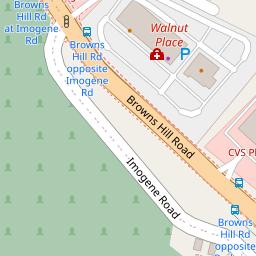 Browns
Hill Rd
at Imogene
Rd
Walnut
Place
P
Browns
Hill Rd
opposite
Imogene
Rd
Browns Hill Road
CVS Pl
Imogene Road
Browns
Hill Rd
opposite